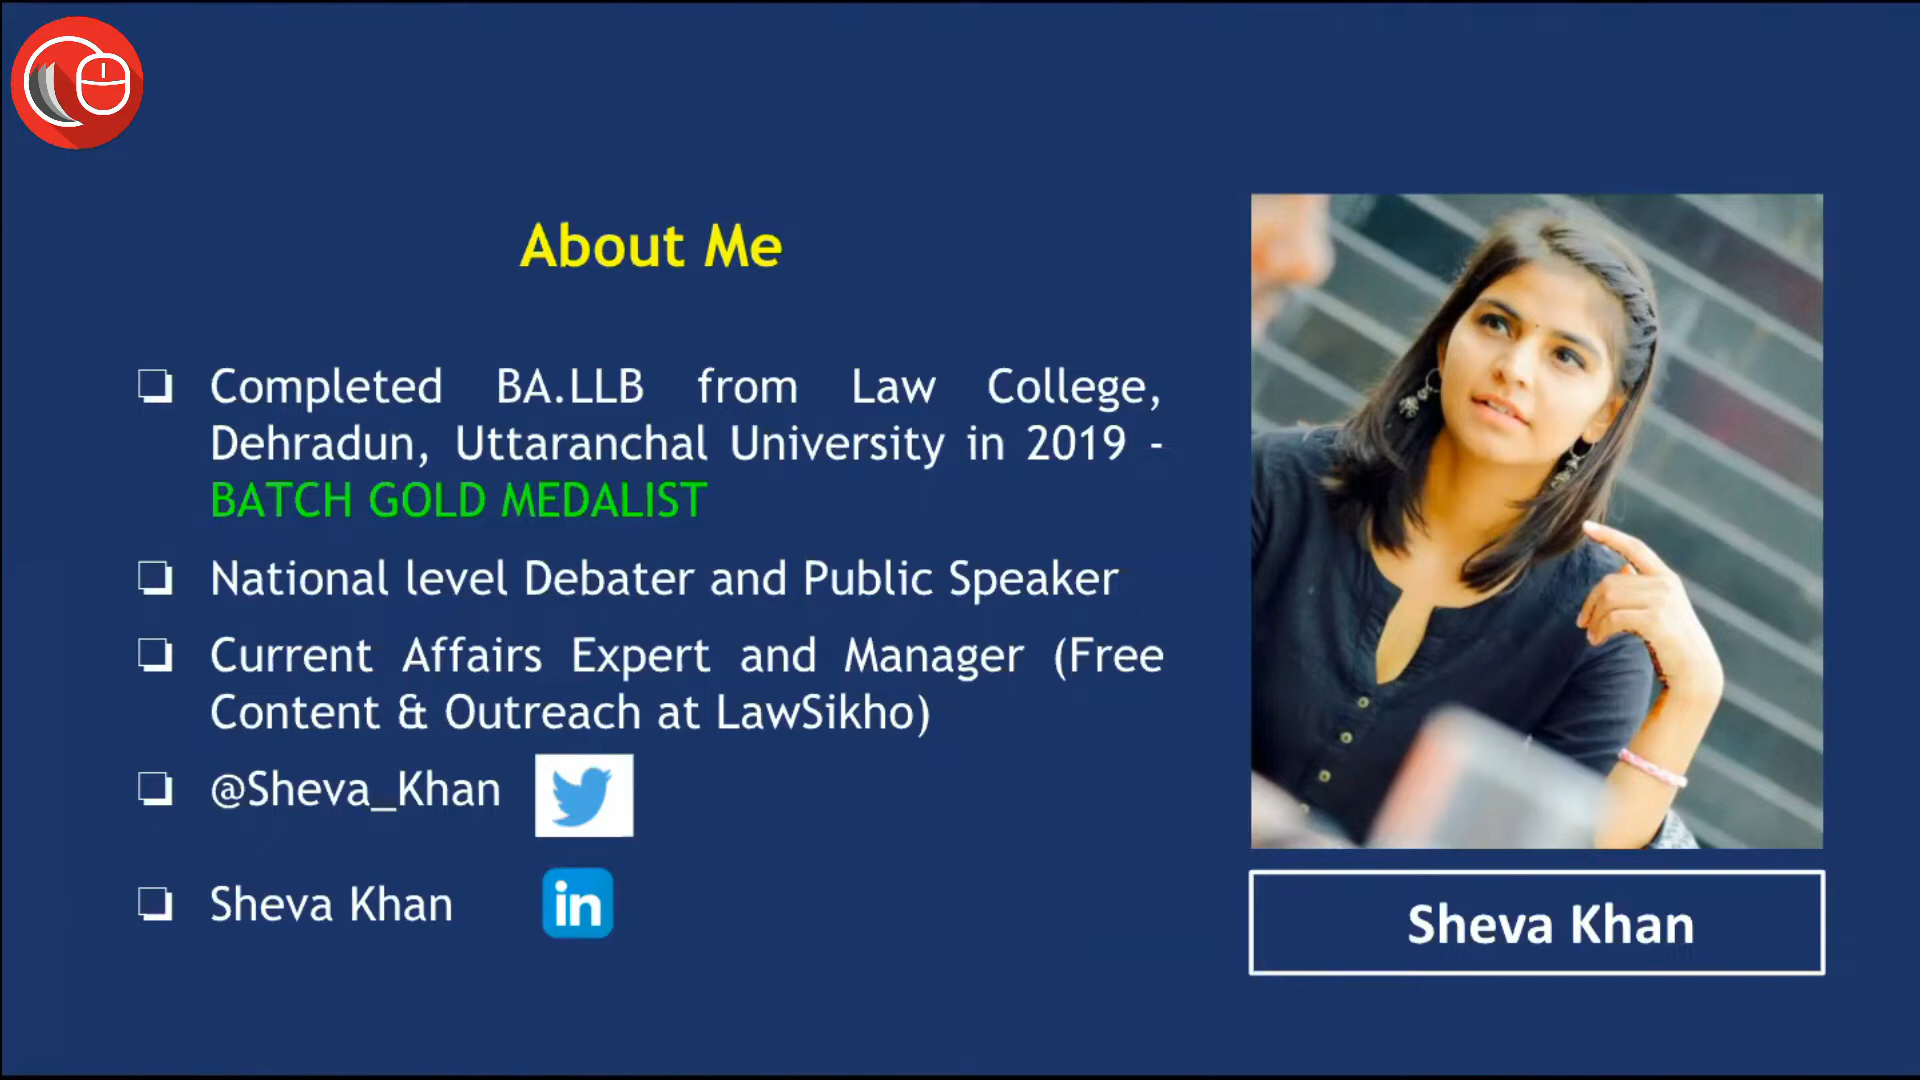 About Me
Completed BA.LLB from Law College,
Dehradun, Uttaranchal University in 2019 -
BATCH GOLD MEDALIST
National level Debater and Public Speaker
Current Affairs Expert and Manager (Free
Content & Outreach at LawSikho)
@Sheva_Khan
Sheva Khan
in
Sheva Khan